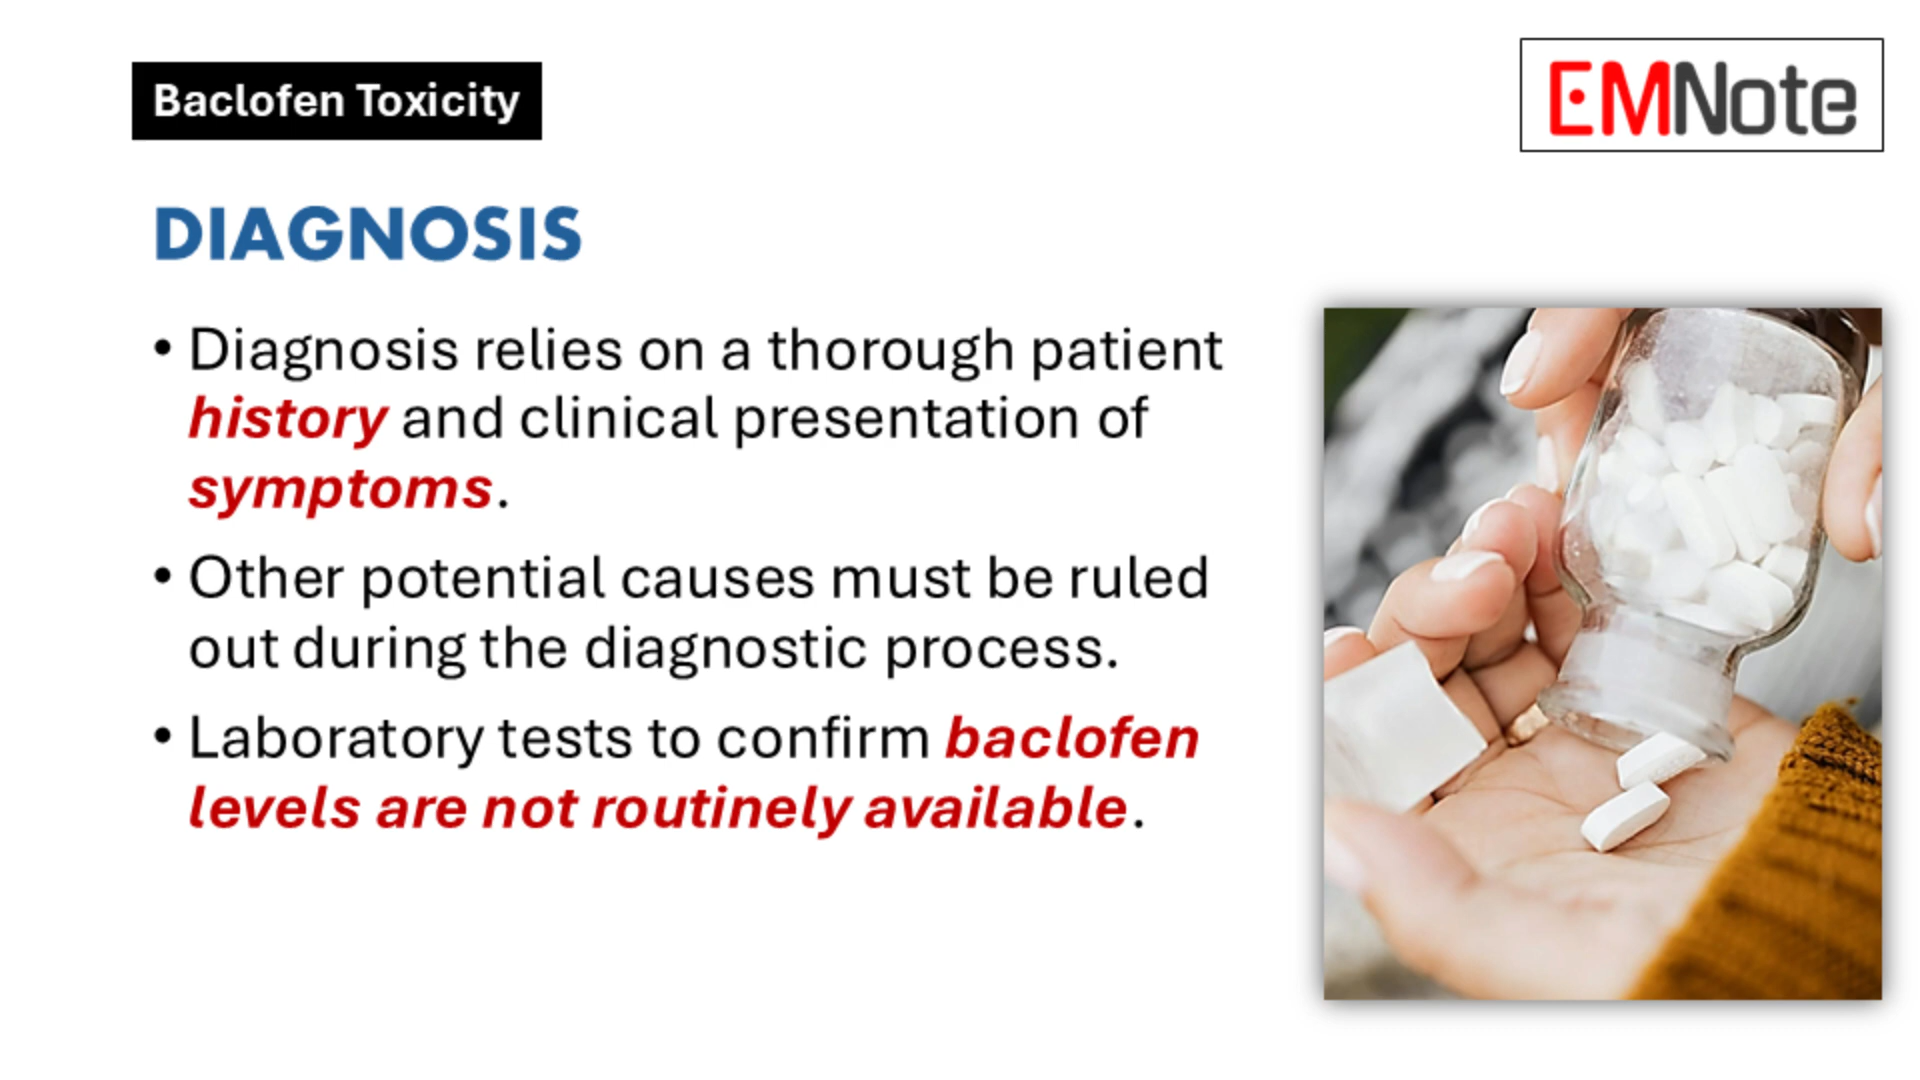 Baclofen Toxicity
EMNote
DIAGNOSIS
• Diagnosis relies on a thorough patient
history and clinical presentation of
symptoms.
• Other potential causes must be ruled
out during the diagnostic process.
• Laboratory tests to confirm baclofen
levels are not routinely available.